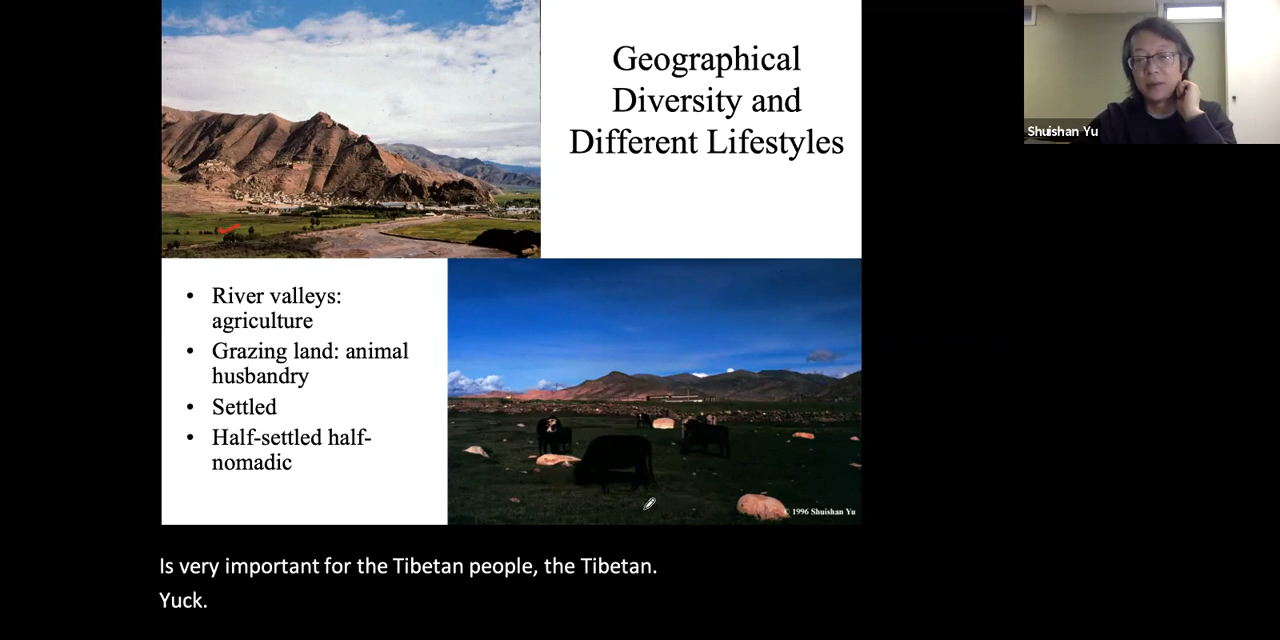 Geographical
Diversity and
Different Lifestyles
Shuishan Yu
• River valleys:
agriculture
• Grazing land: animal
husbandry
• Settled
• Half-settled half-
nomadic
© 1996 Shuishan Yu
Is very important for the Tibetan people, the Tibetan.
Yuck.